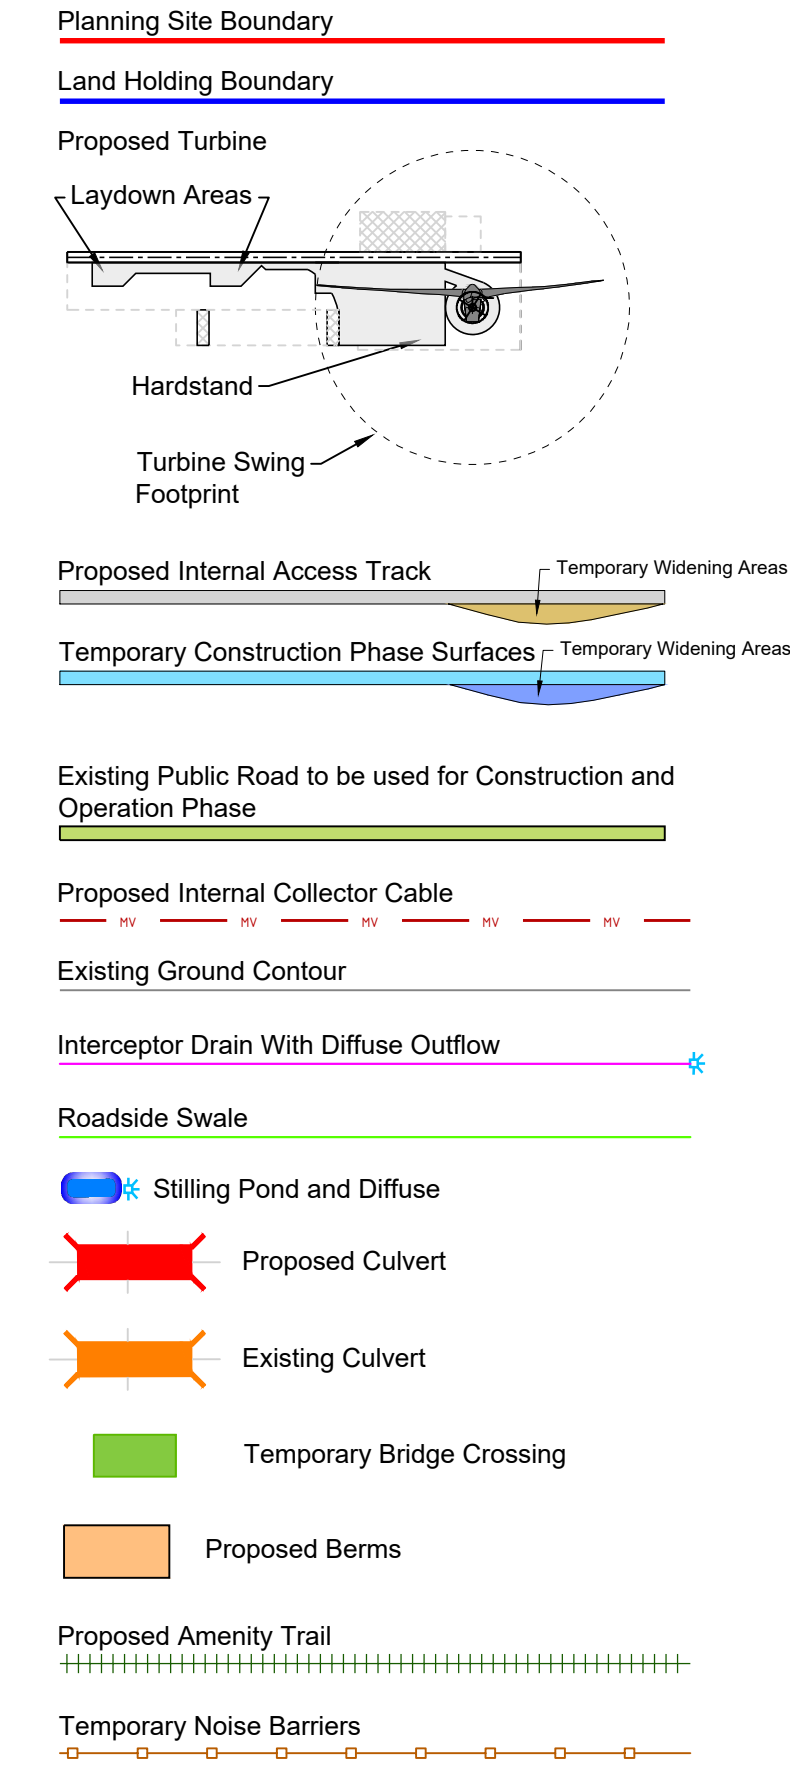 Planning Site Boundary
Land Holding Boundary
Proposed Turbine
Laydown Areas
Hardstand
Turbine Swing
Footprint
Proposed Internal Access Track
Temporary Widening Areas
Temporary Construction Phase Surfaces
Temporary Widening Areas
Existing Public Road to be used for Construction and
Operation Phase
Proposed Internal Collector Cable
MV MV MV MV MV
Existing Ground Contour
Interceptor Drain With Diffuse Outflow
Roadside Swale
Stilling Pond and Diffuse
Proposed Culvert
Existing Culvert
Temporary Bridge Crossing
Proposed Berms
Proposed Amenity Trail
Temporary Noise Barriers